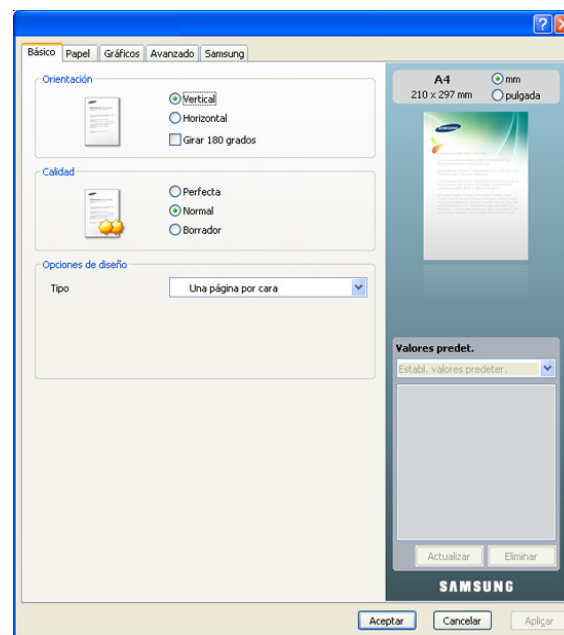 Básico Papel Gráficos Avanzado Samsung
Orientación
Vertical
Horizontal
Girar 180 grados
Calidad
Perfecta
Normal
Borrador
Opciones de diseño
Tipo Una página por cara
A4 mm
210 x 297 mm pulgada
Valores predet.
Establ. valores predeter.
Actualizar Eliminar
SAMSUNG
Aceptar Cancelar Aplicar